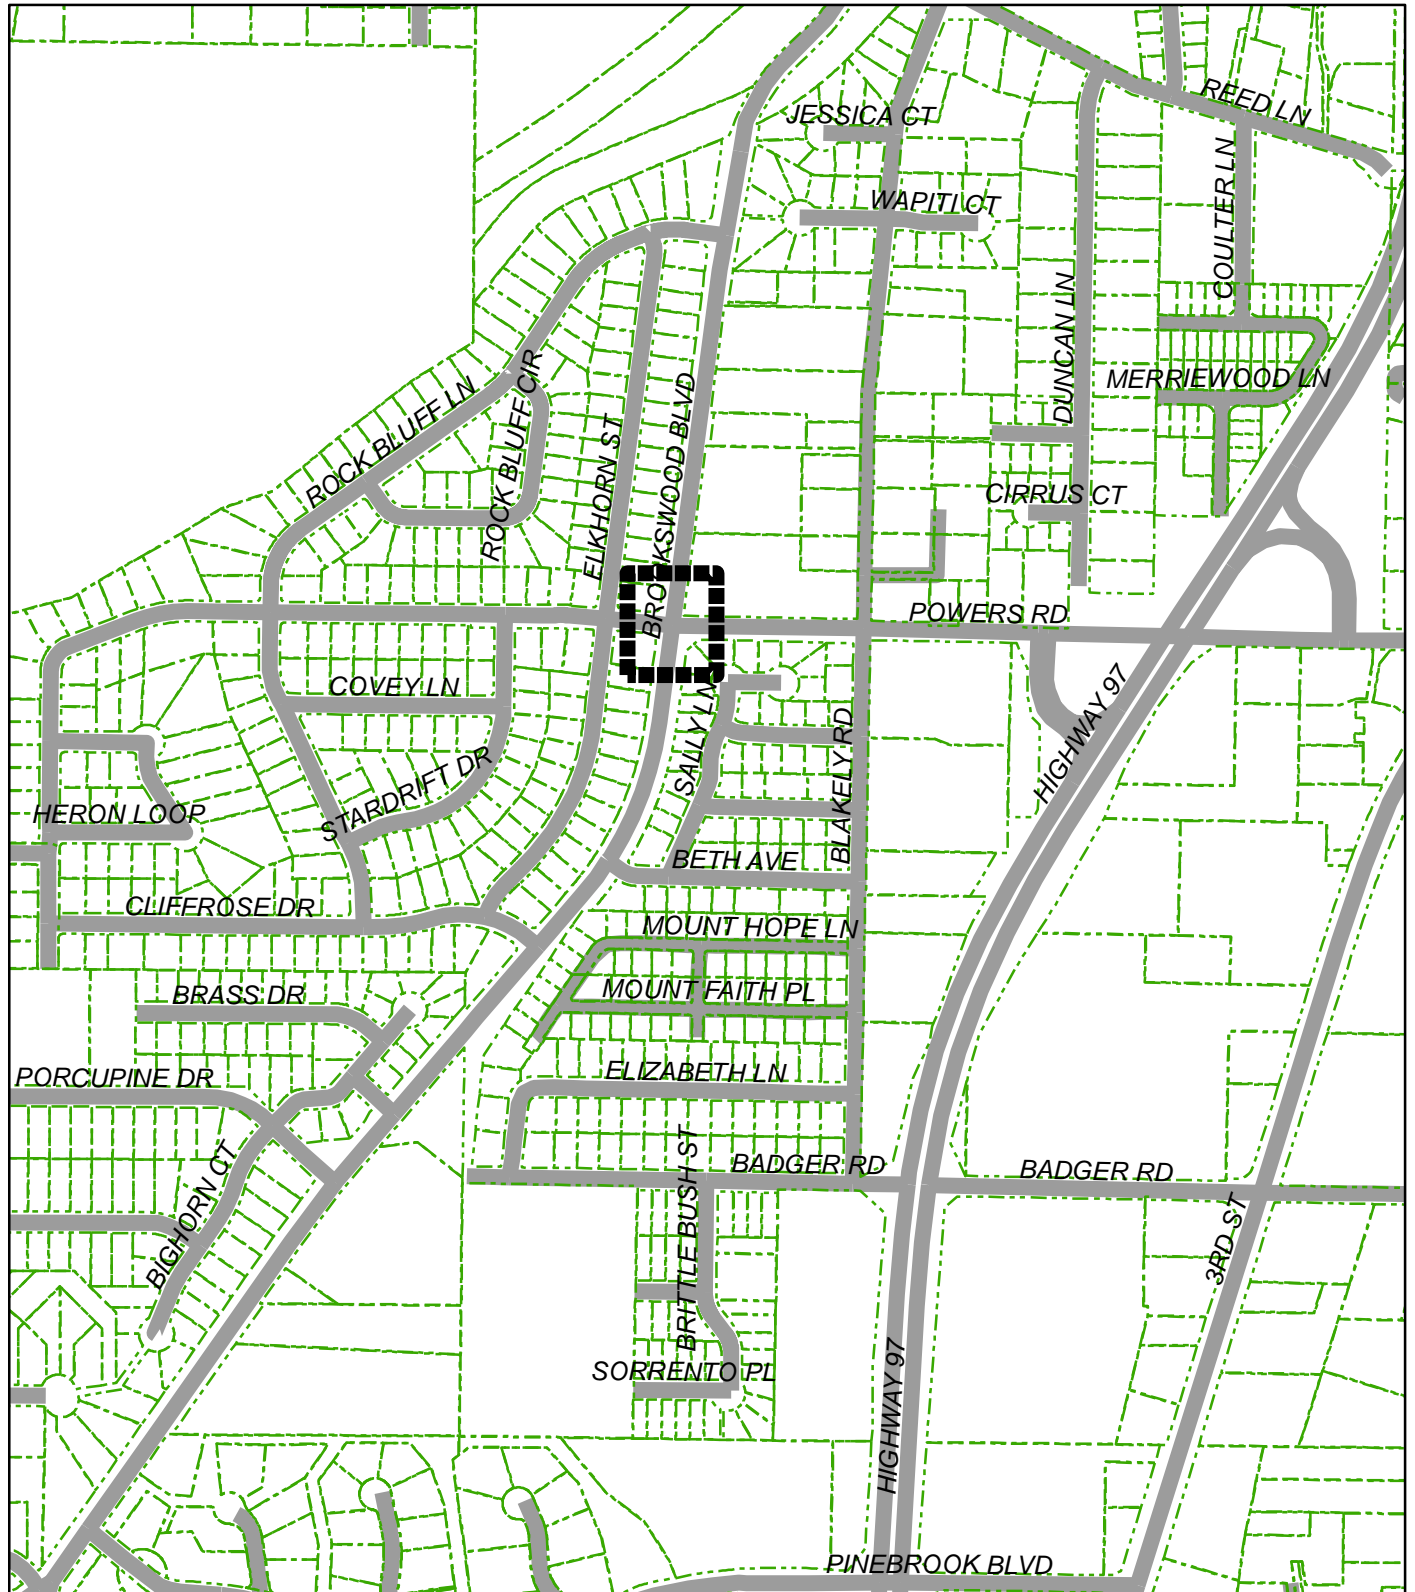 REED LN
JESSICA CT
WAPITI CT
COULTER LN
DUNCAN LN
MERRIEWOOD LN
ROCK BLUFF LN
ROCK BLUFF CIR
ELKHORN ST
BROOKSWOOD BLVD
CIRRUS CT
POWERS RD
COVEY LN
SALLY LN
BLAKELY RD
HIGHWAY 97
STARDRIFT DR
HERON LOOP
BETH AVE
CLIFFROSE DR
MOUNT HOPE LN
BRASS DR
MOUNT FAITH PL
PORCUPINE DR
ELIZABETH LN
BIGHORN CT
BRITTLE BUSH ST
BADGER RD
BADGER RD
3RD ST
SORRENTO PL
HIGHWAY 97
PINEBROOK BLVD